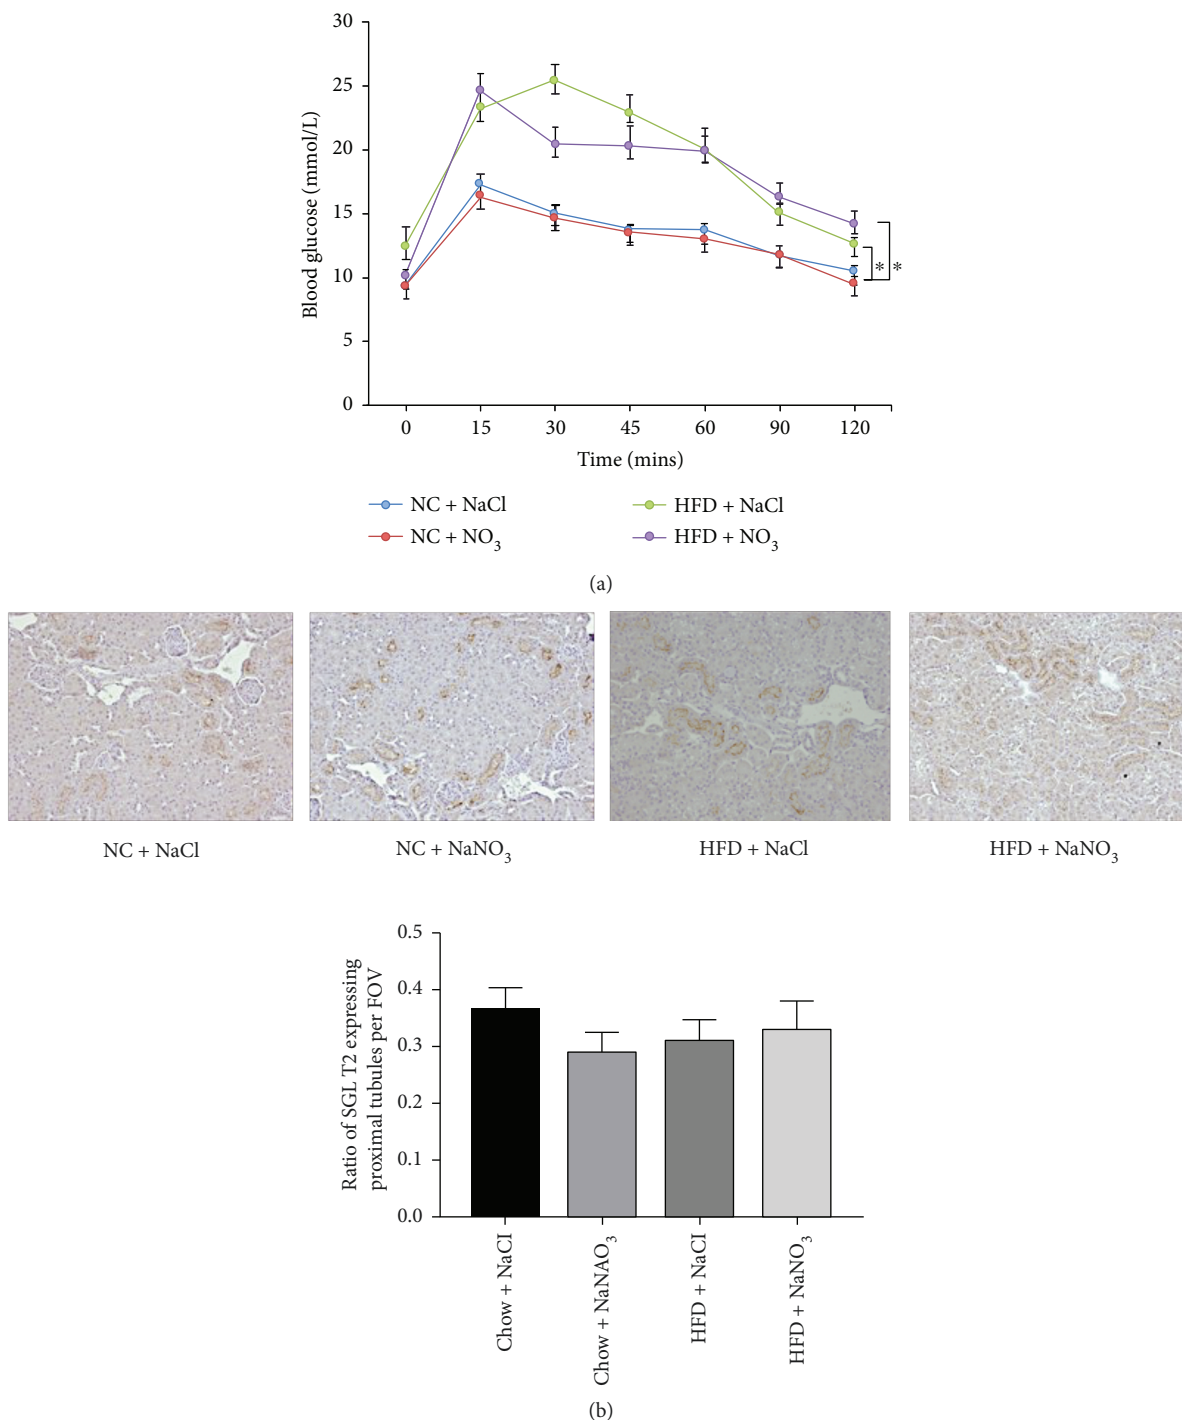 30
25
20
15
10
5
0
Blood glucose (mmol/L)
* *
0 15 30 45 60 90 120
Time (mins)
NC + NaCl HFD + NaCl
NC + NO3 HFD + NO3
(a)
NC + NaCl NC + NaNO3 HFD + NaCl HFD + NaNO3
0.5
0.4
0.3
0.2
0.1
0.0
Ratio of SGL T2 expressing
proximal tubules per FOV
Chow + NaCI
Chow + NaNAO3
HFD + NaCI
HFD + NaNO3
(b)